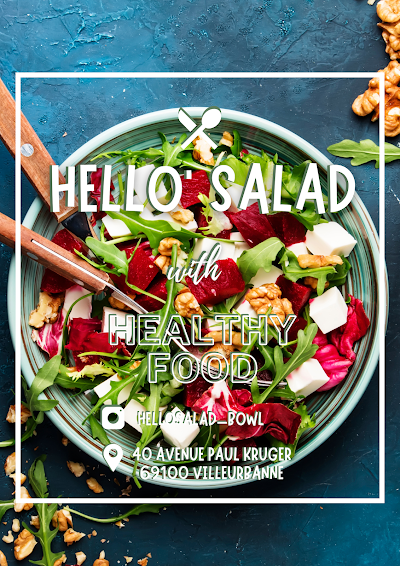 HELLO' SALAD
with
HEALTHY
FOOD
HELLOSALAD_BOWL
40 AVENUE PAUL KRUGER
69100 VILLEURBANNE